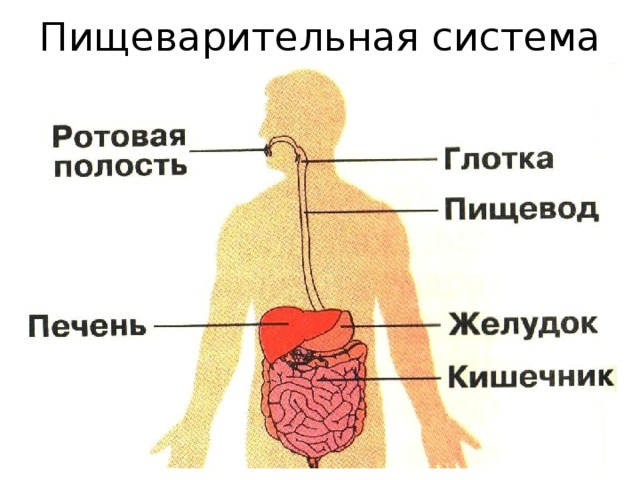 Пищеварительная система
Ротовая
полость
Глотка
Пищевод
Печень
Желудок
Кишечник